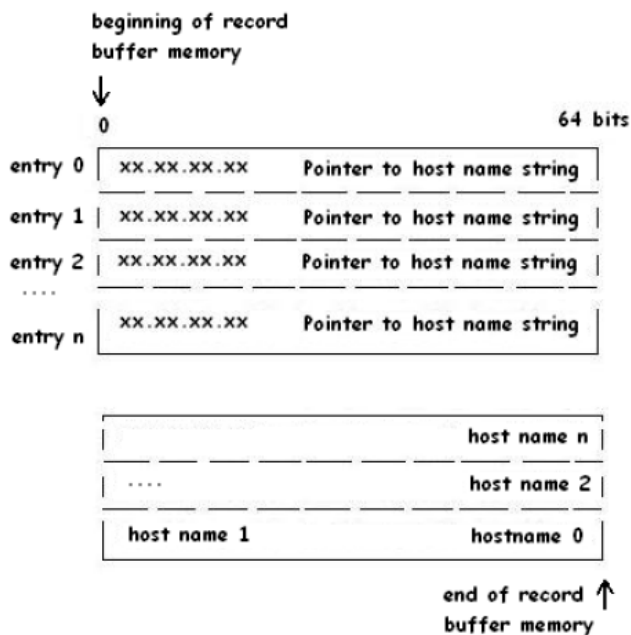 beginning of record
buffer memory
0 64 bits
entry 0 xx.xx.xx.xx Pointer to host name string
entry 1 xx.xx.xx.xx Pointer to host name string
entry 2 xx.xx.xx.xx Pointer to host name string
....
entry n xx.xx.xx.xx Pointer to host name string
host name n
.... host name 2
host name 1 hostname 0
end of record
buffer memory